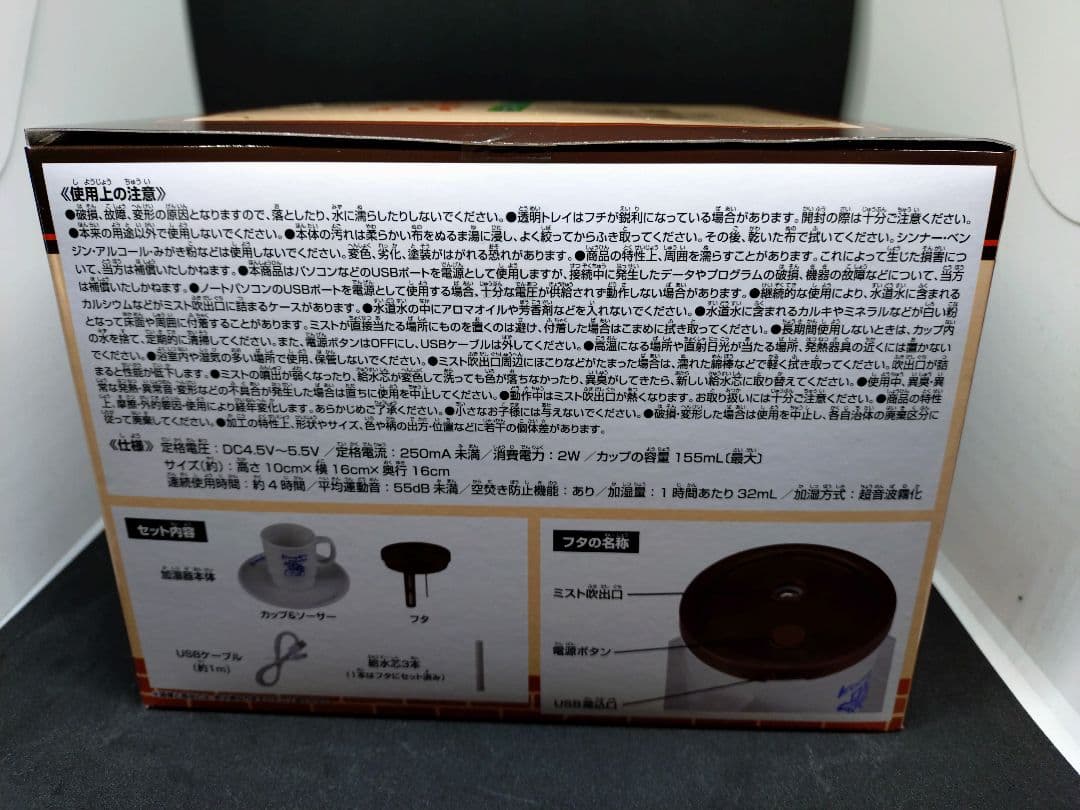 《使用上の注意》
●破損、故障、変形の原因となりますので、落としたり、水に濡らしたりしないでください。●透明トレイはフチが鋭利になっている場合があります。開封の際は十分ご注意ください。
●本来の用途以外で使用しないでください。●本体の汚れは柔らかい布をぬるま湯に浸し、よく絞ってからふき取ってください。その後、乾いた布で拭いてください。シンナー・ベン
ジン・アルコール・みがき粉などは使用しないでください。変色、劣化、塗装がはがれる恐れがあります。●商品の特性上、周囲を濡らすことがあります。これによって生じた損害につ
いて、当方は補償いたしかねます。●本商品はパソコンなどのUSBポートを電源として使用しますが、接続中に発生したデータやプログラムの破損、機器の故障などについて、当方
は補償いたしかねます。●ノートパソコンのUSBポートを電源として使用する場合、十分な電圧が供給されず動作しない場合があります。●継続的な使用により、水道水に含まれる
カルシウムなどがミスト吹出口に詰まるケースがあります。●水道水の中にアロマオイルや芳香剤などを入れないでください。●水道水に含まれるカルキやミネラルなどが白い粉
となって床面や周囲に付着することがあります。ミストが直接当たる場所にものを置くのは避け、付着した場合はこまめに拭き取ってください。●長期間使用しないときは、カップ内
の水を捨て、定期的に清掃してください。また、電源ボタンはOFFにし、USBケーブルは外してください。●高温になる場所や直射日光が当たる場所、発熱器具の近くには置かない
でください。●浴室内や湿気の多い場所で使用、保管しないでください。●ミスト吹出口周辺にほこりなどがたまった場合は、濡れた綿棒などで軽く拭き取ってください。吹出口が詰
まると性能が低下します。●ミストの噴出が弱くなったり、給水芯が変色して洗っても色が落ちなかったり、異臭がしてきたら、新しい給水芯に取り替えてください。●使用中、異臭・異
常な発熱・異常音・変形などの不具合が発生した場合は直ちに使用を中止してください。●動作中はミスト吹出口が熱くなります。お取り扱いには十分ご注意ください。●商品の特性
上、摩擦・外的要因・使用により経年変化します。あらかじめご了承ください。●小さなお子様には与えないでください。●破損・変形した場合は使用を中止し、各自治体の廃棄区分に
従って廃棄してください。●加工の特性上、形状やサイズ、色や柄の出方・位置などに若干の個体差があります。
《仕様》定格電圧：DC4.5V～5.5V／定格電流：250mA未満／消費電力：2W／カップの容量 155mL〔最大〕
サイズ(約)：高さ10cm×横16cm×奥行16cm
連続使用時間：約4時間／平均運動音：55dB未満／空焚き防止機能：あり／加湿量：1時間あたり32mL／加湿方式：超音波霧化
セット内容
加湿器本体
カップ&ソーサー
フタ
USBケーブル
(約1m)
給水芯3本
(1本はフタにセット済み)
フタの名称
ミスト吹出口
電源ボタン
USB差込口